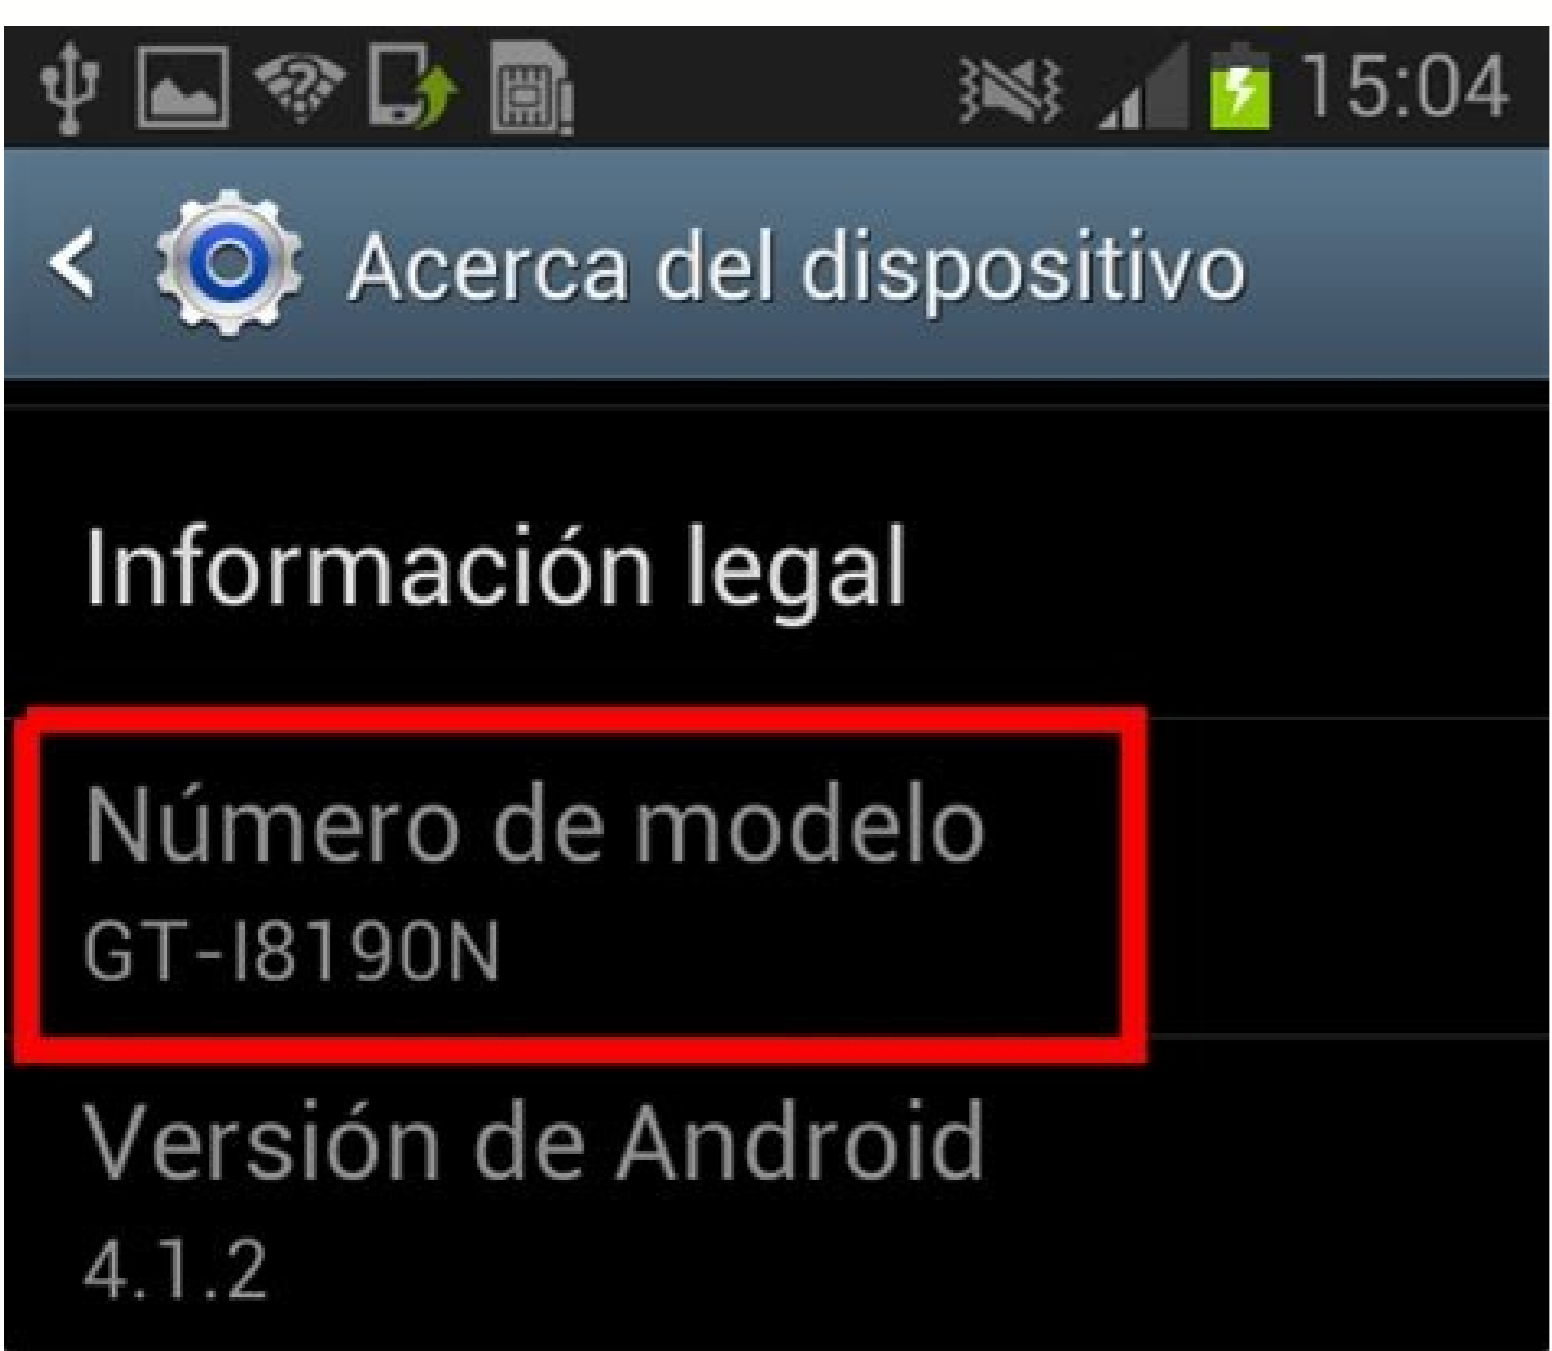 15:04
Acerca del dispositivo
Información legal
Número de modelo
GT-I8190N
Versión de Android
4.1.2